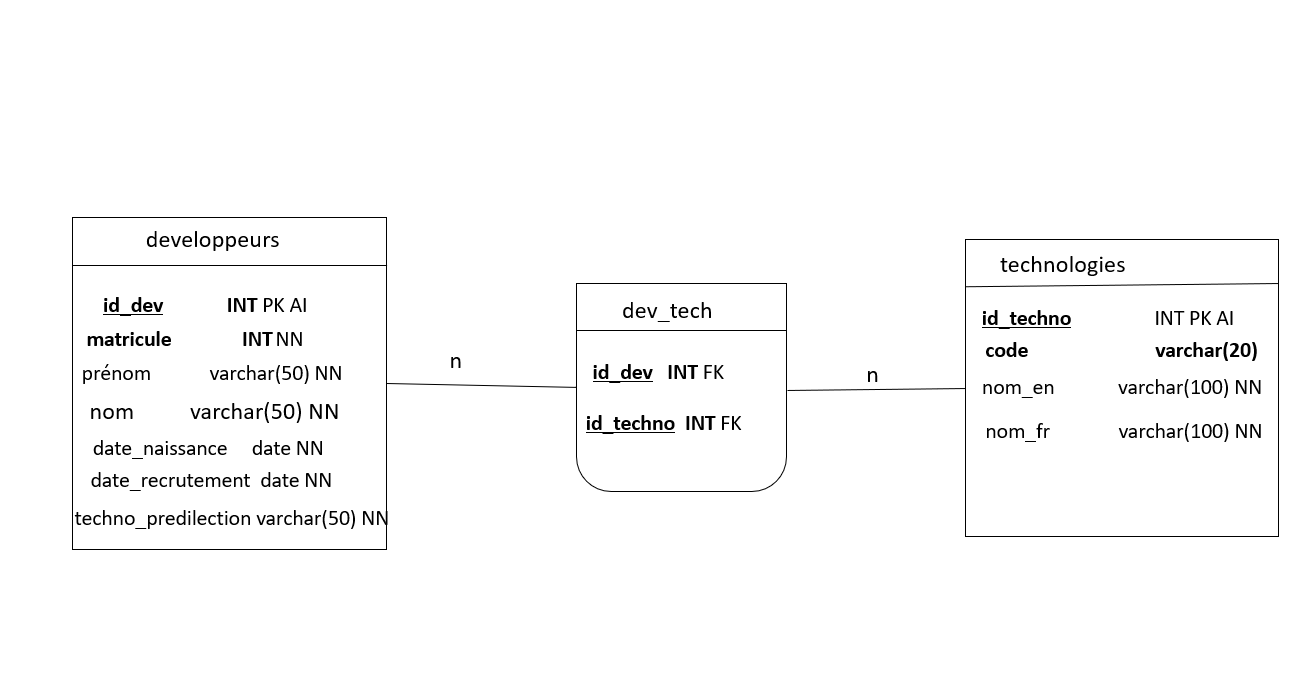 developpeurs
id_dev INT PK AI
matricule INT NN
prénom varchar(50) NN
nom varchar(50) NN
date_naissance date NN
date_recrutement date NN
techno_predilection varchar(50) NN
n
dev_tech
id_dev INT FK
id_techno INT FK
n
technologies
id_techno INT PK AI
code varchar(20)
nom_en varchar(100) NN
nom_fr varchar(100) NN